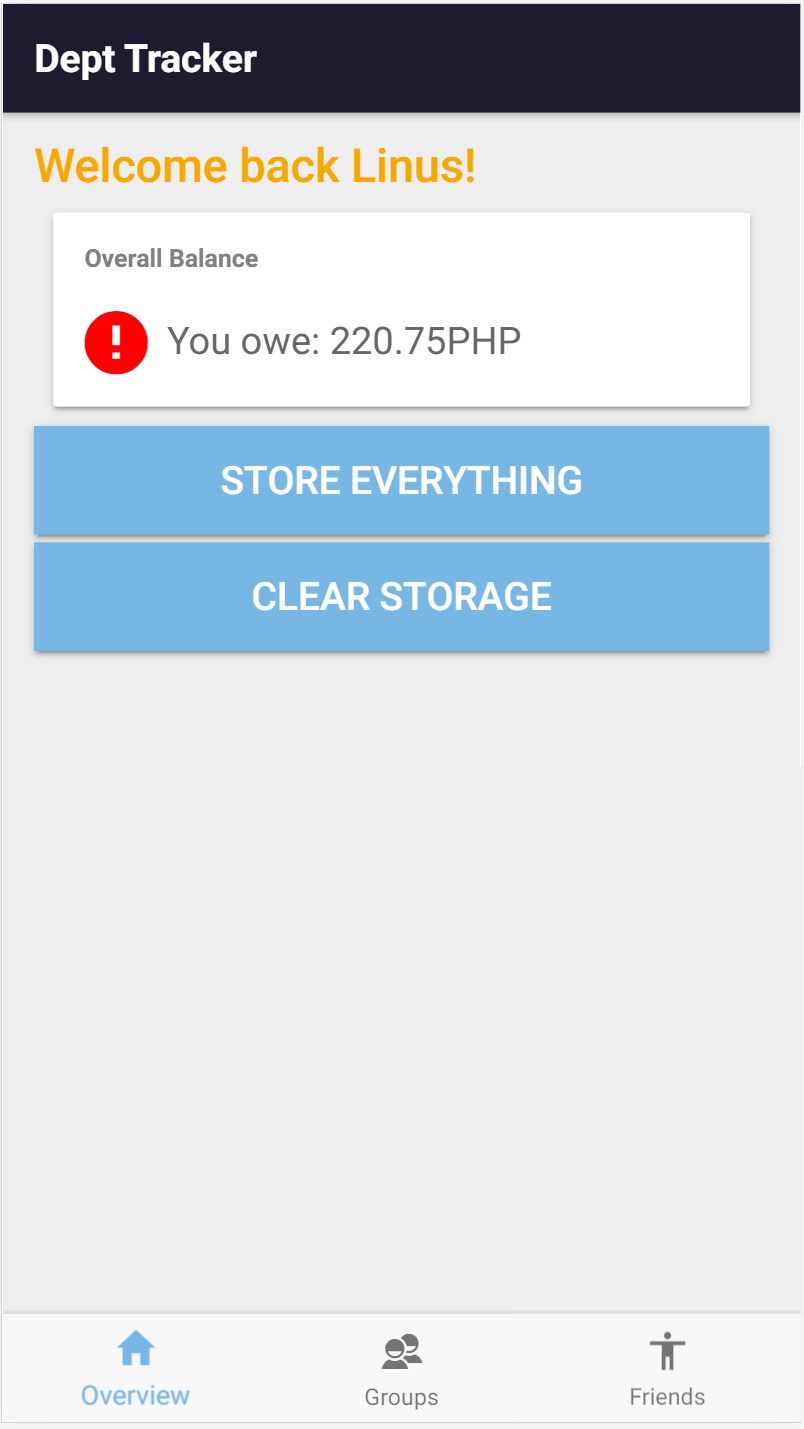 Dept Tracker
Welcome back Linus!
Overall Balance
You owe: 220.75PHP
STORE EVERYTHING
CLEAR STORAGE
Overview
Groups
Friends